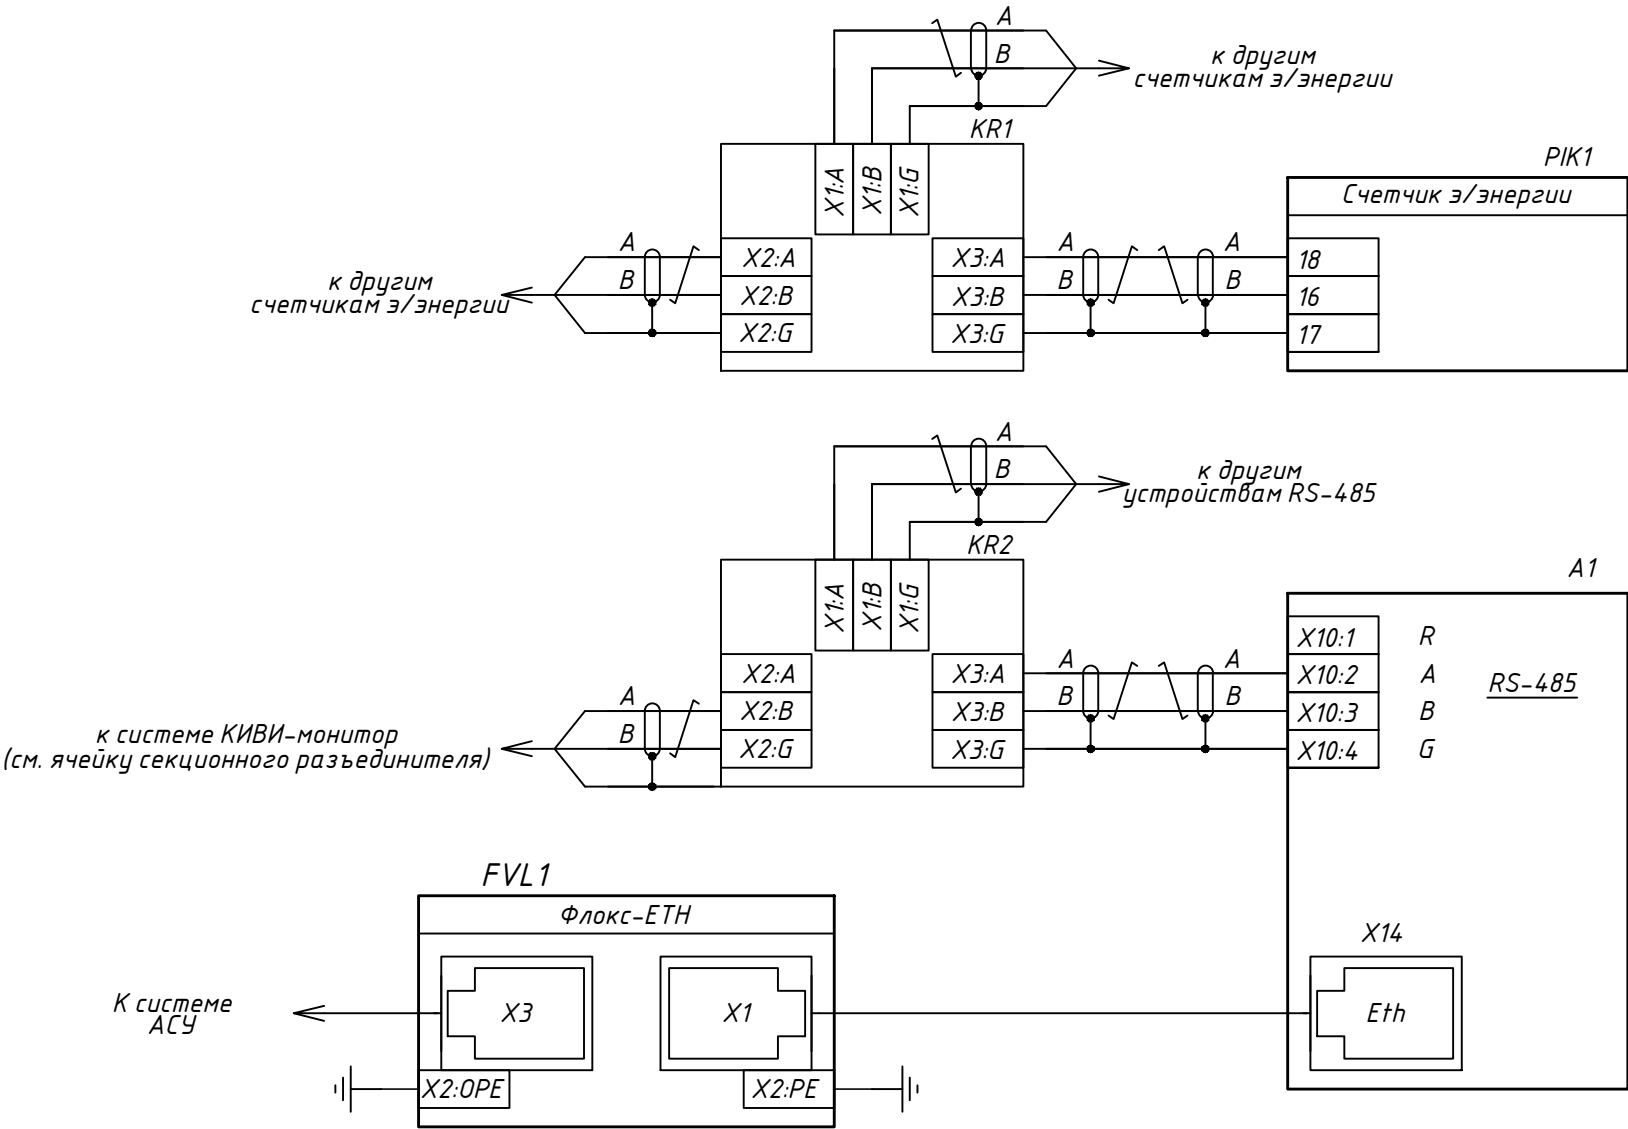 A
B
к другим
счетчикам э/энергии
KR1
X1:A
X1:B
X1:G
PIK1
Счетчик э/энергии
к другим
счетчикам э/энергии
A
B
X2:A
X2:B
X2:G
X3:A
X3:B
X3:G
A
B
A
B
18
16
17
A
B
к другим
устройствам RS-485
KR2
X1:A
X1:B
X1:G
A1
к системе КИВИ-монитор
(см. ячейку секционного разъединителя)
A
B
X2:A
X2:B
X2:G
X3:A
X3:B
X3:G
A
B
A
B
X10:1 R
X10:2 A
X10:3 B
X10:4 G
RS-485
FVL1
Флокс-ETH
X14
К системе
АСУ
X3
X1
Eth
X2:OPE
X2:PE